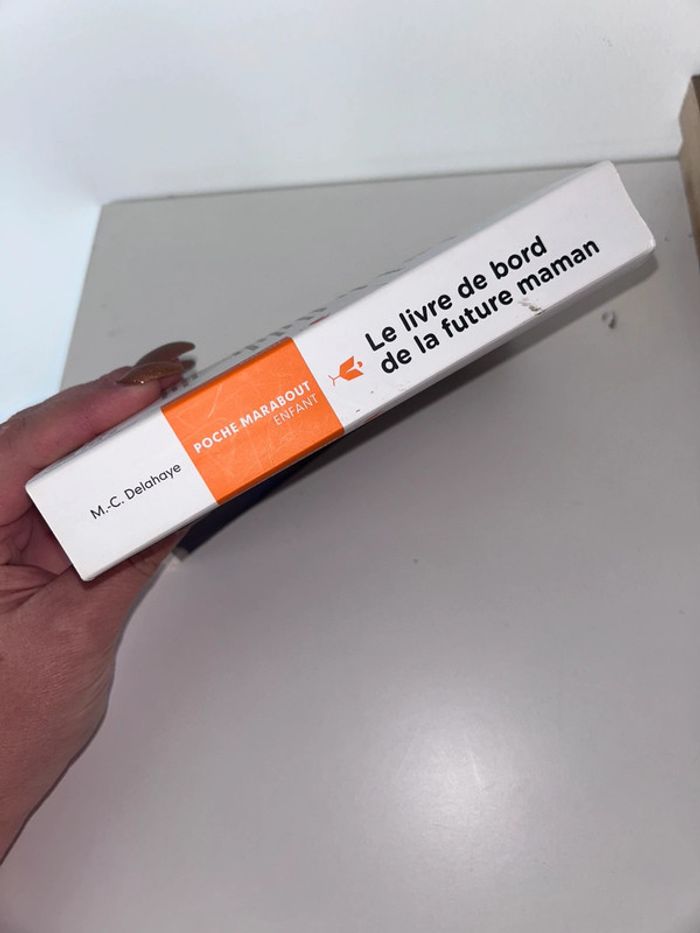 M.-C. Delahaye
POCHE MARABOUT
ENFANT
Le livre de bord
de la future maman